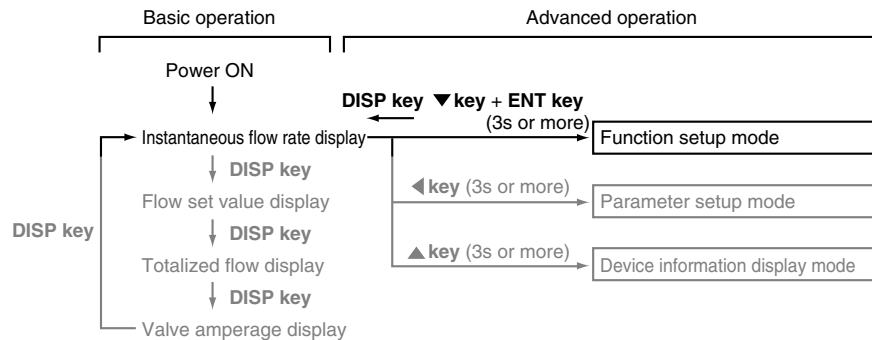 Basic operation
Advanced operation
Power ON
DISP key ▼key + ENT key
(3s or more)
Instantaneous flow rate display
Function setup mode
DISP key
◀key (3s or more)
Flow set value display
Parameter setup mode
DISP key
DISP key
▲key (3s or more)
Totalized flow display
Device information display mode
DISP key
Valve amperage display